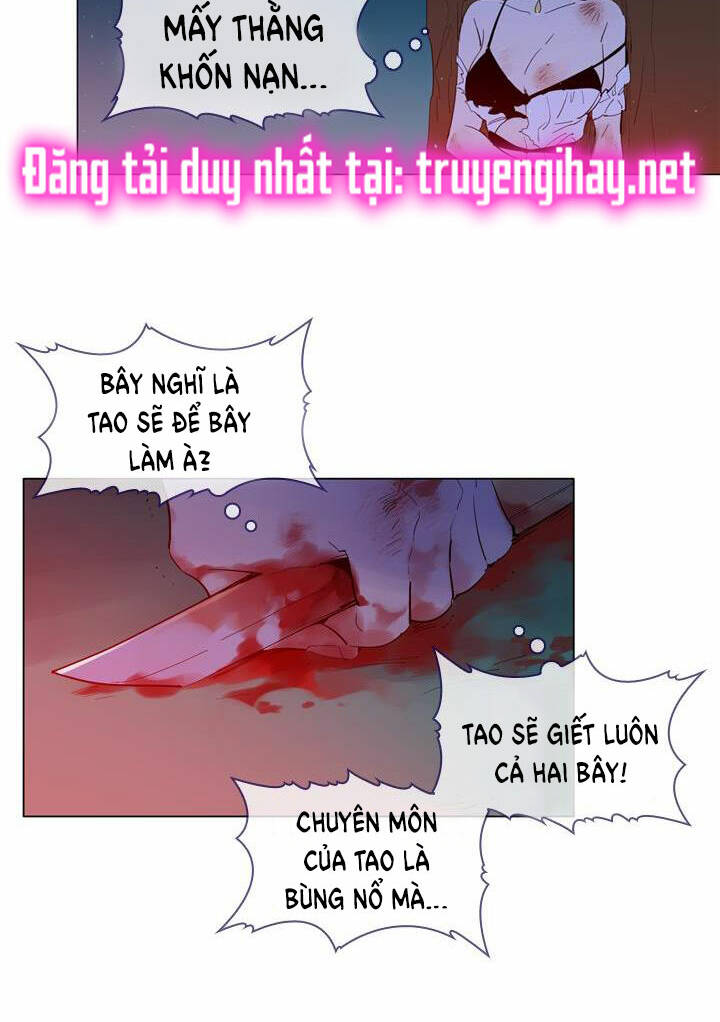 MẤY THẰNG
KHỐN NẠN...
Đăng tải duy nhất tại: truyengihay.net
BÂY NGHĨ LÀ
TAO SẼ ĐỂ BÂY
LÀM À?
TAO SẼ GIẾT LUÔN
CẢ HAI BÂY!
CHUYÊN MÔN
CỦA TAO LÀ
BÙNG NỔ MÀ...